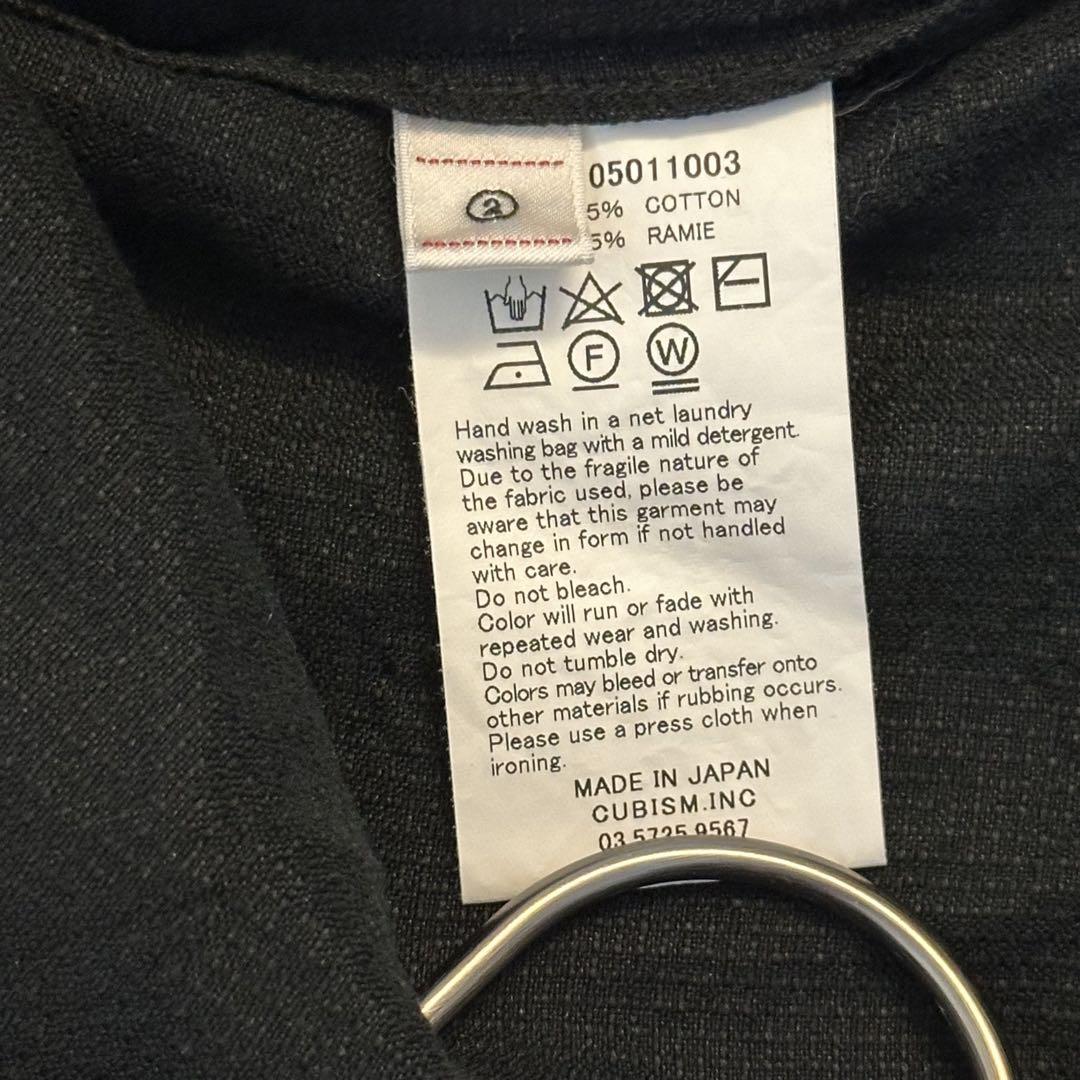 2
05011003
5% COTTON
5% RAMIE
F W
Hand wash in a net laundry
washing bag with a mild detergent.
Due to the fragile nature of
the fabric used, please be
aware that this garment may
change in form if not handled
with care.
Do not bleach.
Color will run or fade with
repeated wear and washing.
Do not tumble dry.
Colors may bleed or transfer onto
other materials if rubbing occurs.
Please use a press cloth when
ironing.
MADE IN JAPAN
CUBISM.INC
03 5725 9567